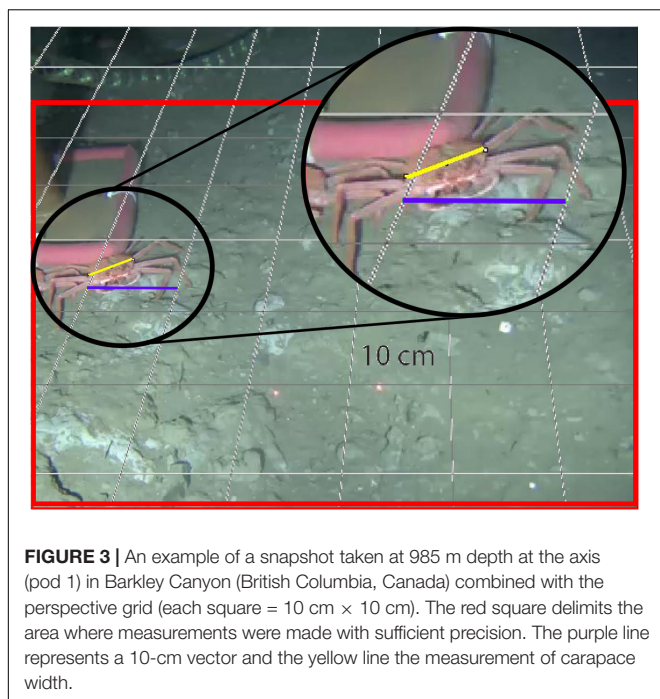 10 cm
FIGURE 3 | An example of a snapshot taken at 985 m depth at the axis
(pod 1) in Barkley Canyon (British Columbia, Canada) combined with the
perspective grid (each square = 10 cm × 10 cm). The red square delimits the
area where measurements were made with sufficient precision. The purple line
represents a 10-cm vector and the yellow line the measurement of carapace
width.